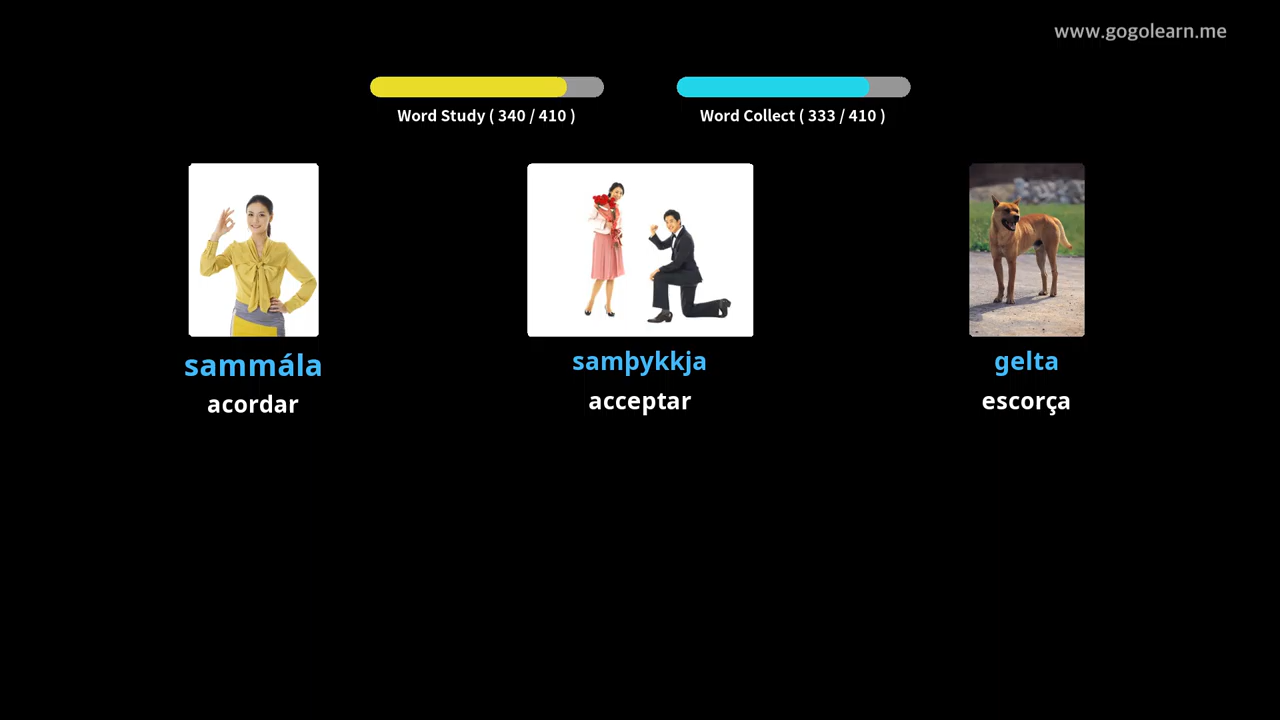 www.gogolearn.me
Word Study ( 340 / 410 )
Word Collect ( 333 / 410 )
sammála
samþykkja
gelta
acordar
acceptar
escorça